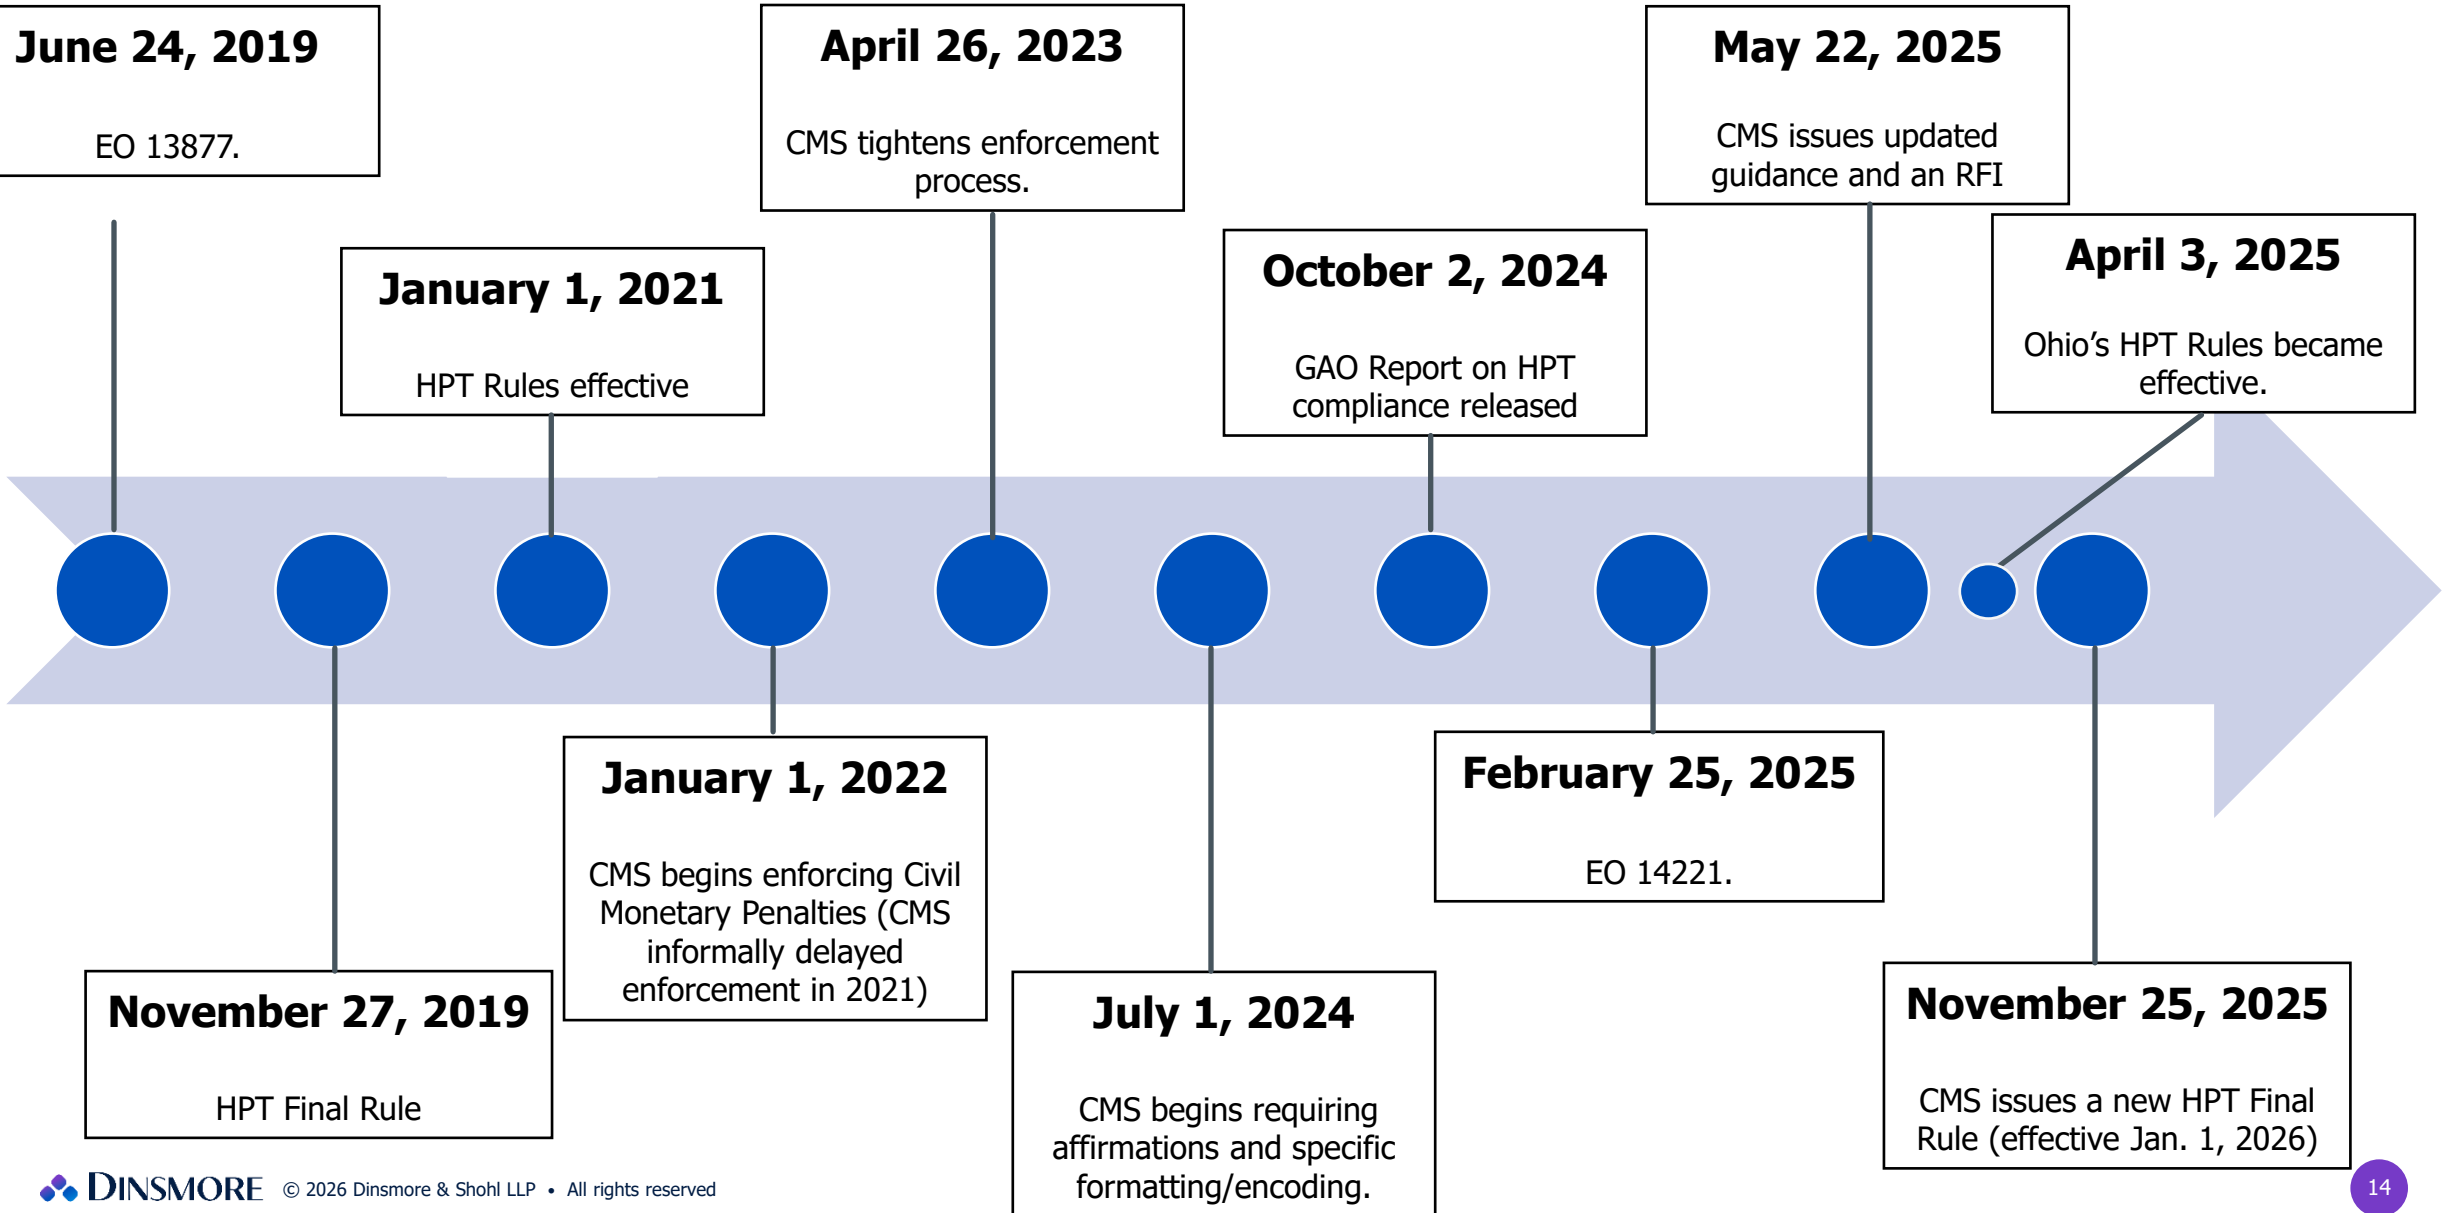 June 24, 2019
EO 13877.
April 26, 2023
CMS tightens enforcement
process.
May 22, 2025
CMS issues updated
guidance and an RFI
January 1, 2021
HPT Rules effective
October 2, 2024
GAO Report on HPT
compliance released
April 3, 2025
Ohio’s HPT Rules became
effective.
November 27, 2019
HPT Final Rule
January 1, 2022
CMS begins enforcing Civil
Monetary Penalties (CMS
informally delayed
enforcement in 2021)
July 1, 2024
CMS begins requiring
affirmations and specific
formatting/encoding.
February 25, 2025
EO 14221.
November 25, 2025
CMS issues a new HPT Final
Rule (effective Jan. 1, 2026)
DINSMORE © 2026 Dinsmore & Shohl LLP • All rights reserved
14